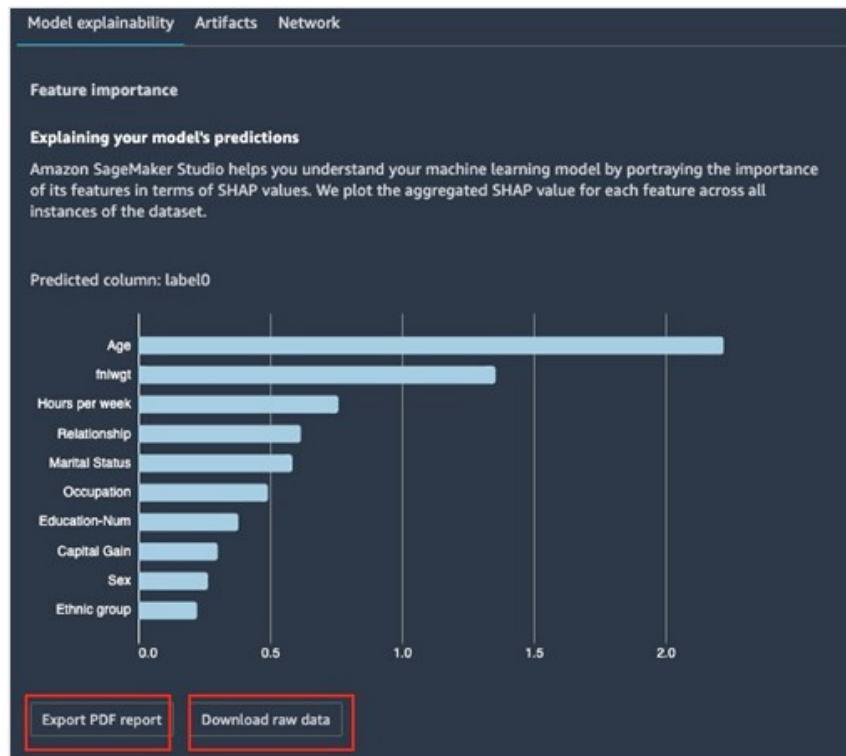 Model explainability Artifacts Network
Feature importance
Explaining your model's predictions
Amazon SageMaker Studio helps you understand your machine learning model by portraying the importance
of its features in terms of SHAP values. We plot the aggregated SHAP value for each feature across all
instances of the dataset.
Predicted column: label0
Age
fnlwgt
Hours per week
Relationship
Marital Status
Occupation
Education-Num
Capital Gain
Sex
Ethnic group
0.0 0.5 1.0 1.5 2.0
Export PDF report Download raw data